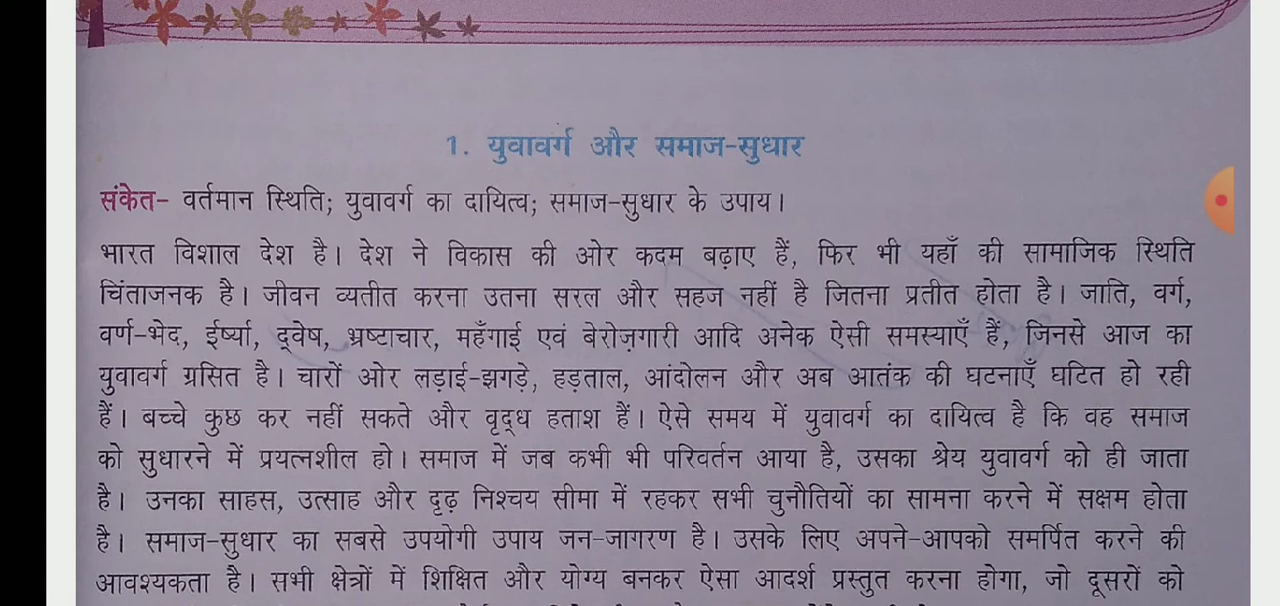 1. युवावर्ग और समाज-सुधार
संकेत- वर्तमान स्थिति; युवावर्ग का दायित्व; समाज-सुधार के उपाय।
भारत विशाल देश है। देश ने विकास की ओर कदम बढ़ाए हैं, फिर भी यहाँ की सामाजिक स्थिति
चिंताजनक है। जीवन व्यतीत करना उतना सरल और सहज नहीं है जितना प्रतीत होता है। जाति, वर्ग,
वर्ण-भेद, ईर्ष्या, द्‌वेष, भ्रष्टाचार, महँगाई एवं बेरोज़गारी आदि अनेक ऐसी समस्याएँ हैं, जिनसे आज का
युवावर्ग ग्रसित है। चारों ओर लड़ाई-झगड़े, हड़ताल, आंदोलन और अब आतंक की घटनाएँ घटित हो रही
हैं। बच्चे कुछ कर नहीं सकते और वृद्‌ध हताश हैं। ऐसे समय में युवावर्ग का दायित्व है कि वह समाज
को सुधारने में प्रयत्नशील हो। समाज में जब कभी भी परिवर्तन आया है, उसका श्रेय युवावर्ग को ही जाता
है। उनका साहस, उत्साह और दृढ़ निश्चय सीमा में रहकर सभी चुनौतियों का सामना करने में सक्षम होता
है। समाज-सुधार का सबसे उपयोगी उपाय जन-जागरण है। उसके लिए अपने-आपको समर्पित करने की
आवश्यकता है। सभी क्षेत्रों में शिक्षित और योग्य बनकर ऐसा आदर्श प्रस्तुत करना होगा, जो दूसरों को